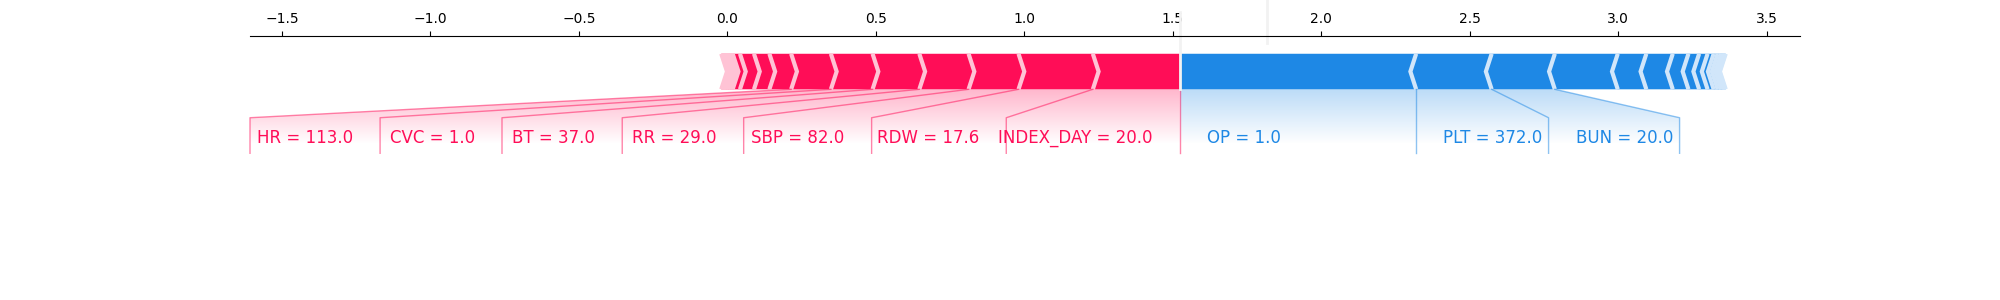 −1.5 −1.0 −0.5 0.0 0.5 1.0 1.5 2.0 2.5 3.0 3.5
HR = 113.0 CVC = 1.0 BT = 37.0 RR = 29.0 SBP = 82.0 RDW = 17.6 INDEX_DAY = 20.0 OP = 1.0 PLT = 372.0 BUN = 20.0